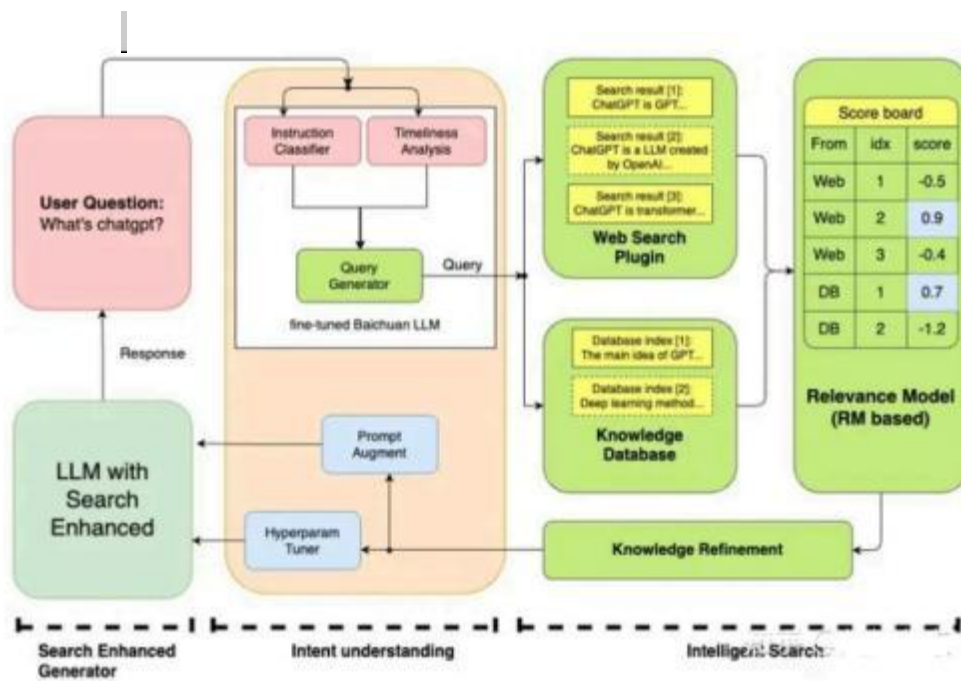 User Question:
What's chatgpt?
Instruction
Classifier
Timeliness
Analysis
Query
Generator
fine-tuned Baichuan LLM
Query
Search result [1]:
ChatGPT is GPT...
Search result [2]:
ChatGPT is a LLM created
by OpenAI...
Search result [3]:
ChatGPT is transformer...
Web Search
Plugin
Database index [1]:
The main idea of GPT...
Database index [2]:
Deep learning method...
Knowledge
Database
Score board
From idx score
Web 1 -0.5
Web 2 0.9
Web 3 -0.4
DB 1 0.7
DB 2 -1.2
Relevance Model
(RM based)
Response
LLM with
Search
Enhanced
Prompt
Augment
Hyperparam
Tuner
Knowledge Refinement
Search Enhanced
Generator
Intent understanding
Intelligent Search